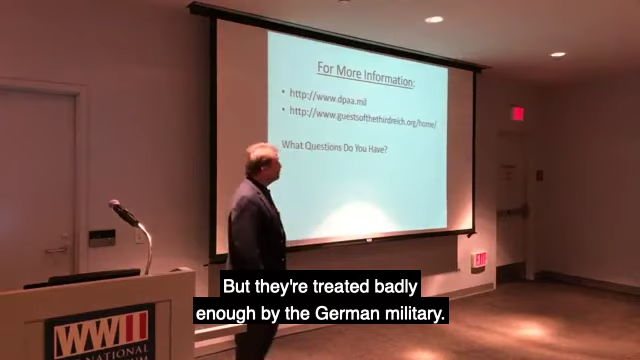 For More Information:
• http://www.dpaa.mil
• http://www.guestsofthethirdreich.org/home/
What Questions Do You Have?
EXIT
EXIT
But they're treated badly
enough by the German military.
WWII